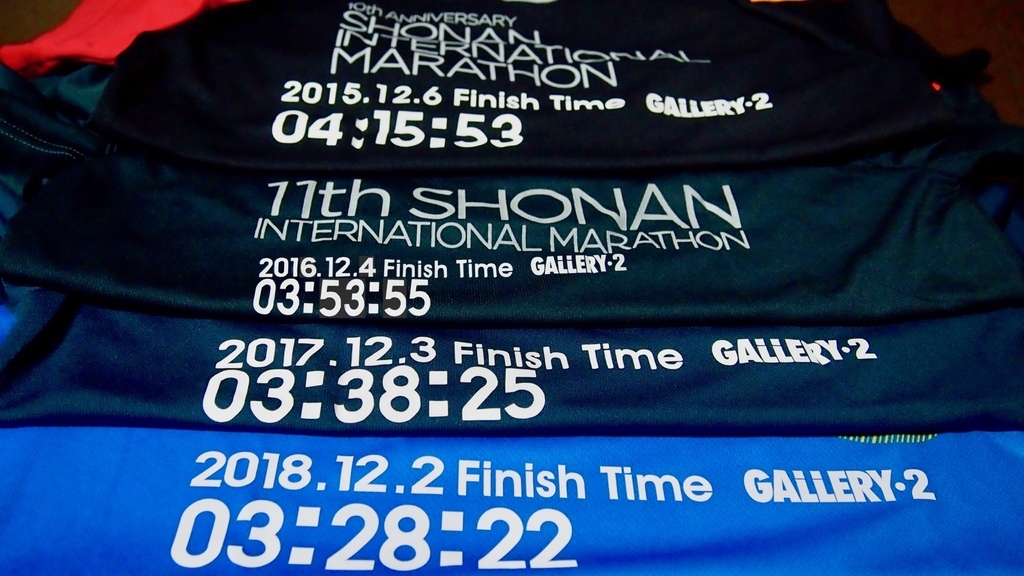 10th ANNIVERSARY
SHONAN
INTERNATIONAL
MARATHON
2015.12.6 Finish Time GALLERY·2
04:15:53
11th SHONAN
INTERNATIONAL MARATHON
2016.12.4 Finish Time GALLERY·2
03:53:55
2017.12.3 Finish Time GALLERY·2
03:38:25
2018.12.2 Finish Time GALLERY·2
03:28:22